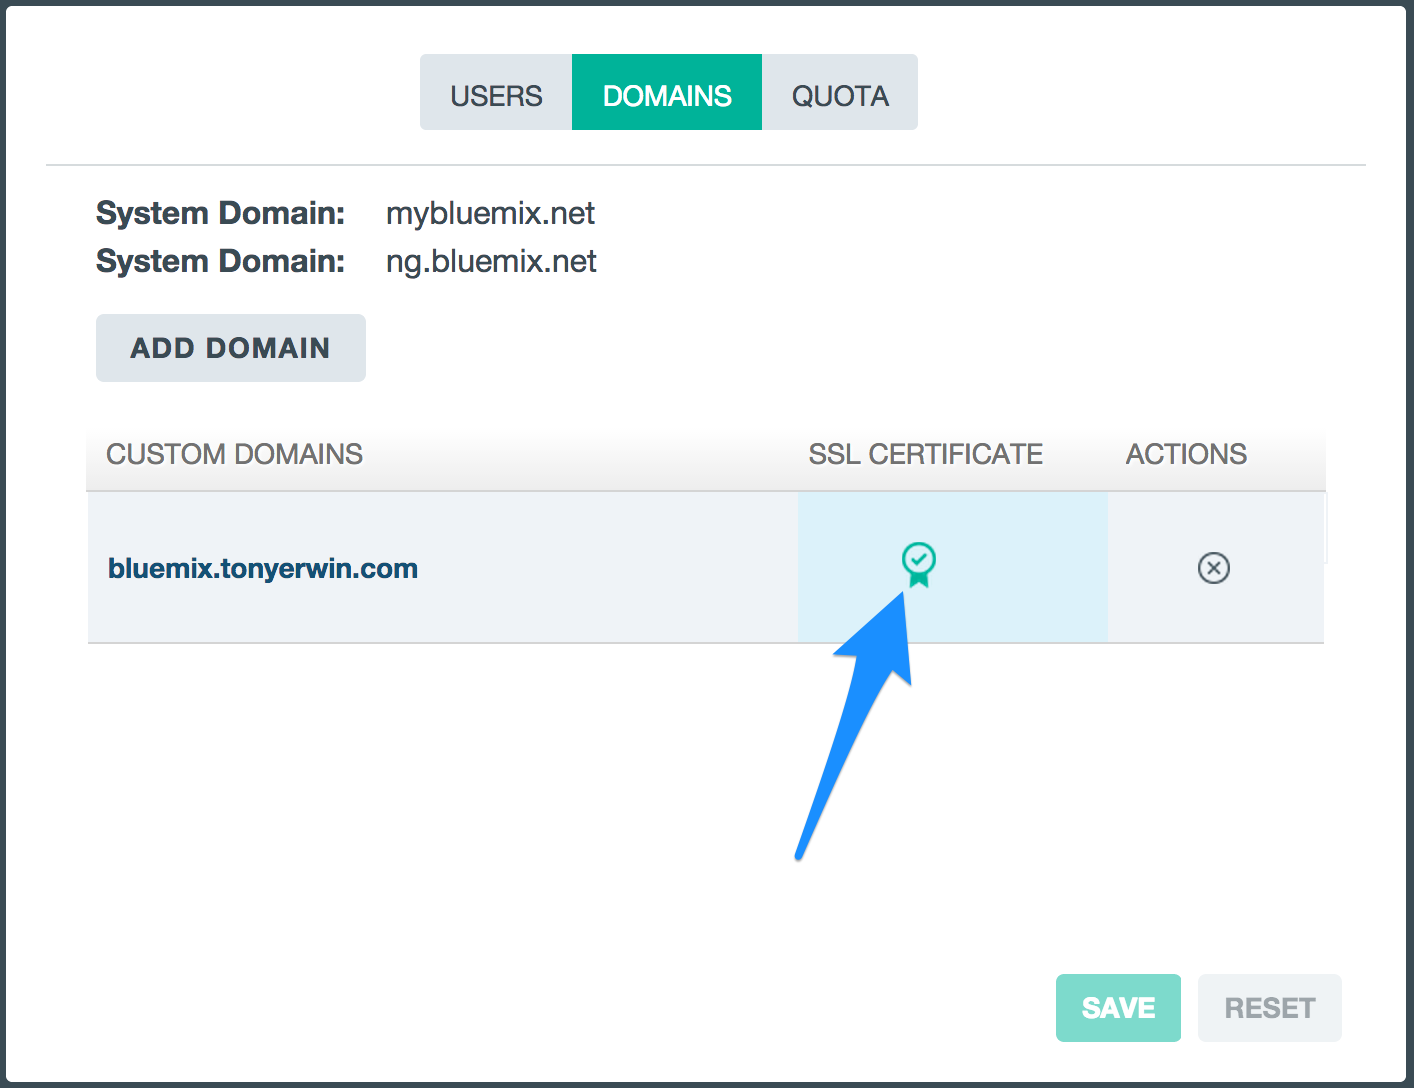 USERS DOMAINS QUOTA
System Domain: mybluemix.net
System Domain: ng.bluemix.net
ADD DOMAIN
CUSTOM DOMAINS SSL CERTIFICATE ACTIONS
bluemix.tonyerwin.com
SAVE RESET